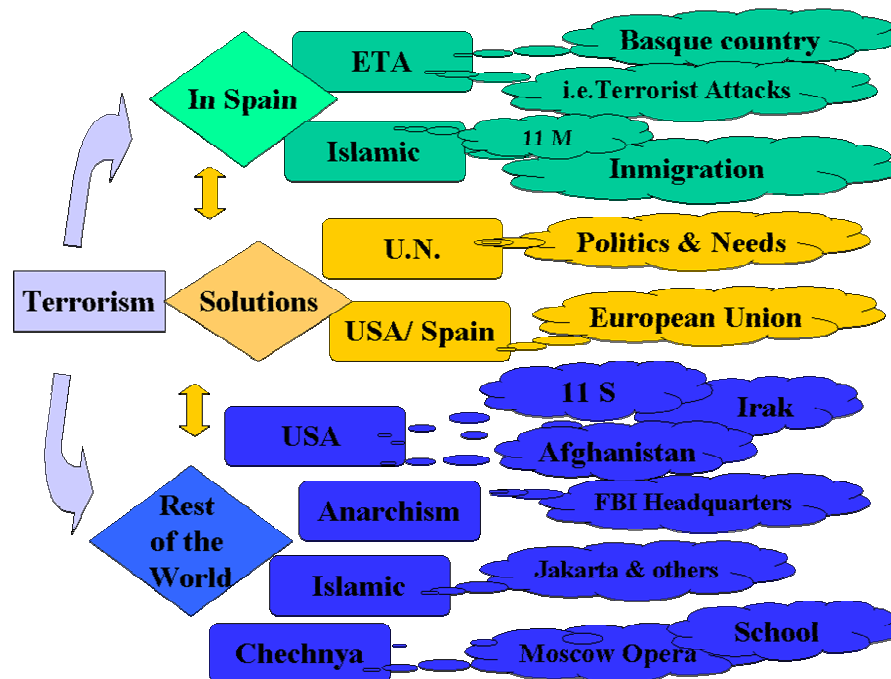 Basque country
ETA
In Spain
i.e.Terrorist Attacks
11 M
Islamic
Inmigration
U.N.
Politics & Needs
Terrorism
Solutions
USA/ Spain
European Union
11 S
Irak
USA
Afghanistan
Rest
of the
World
Anarchism
FBI Headquarters
Islamic
Jakarta & others
Chechnya
Moscow Opera
School